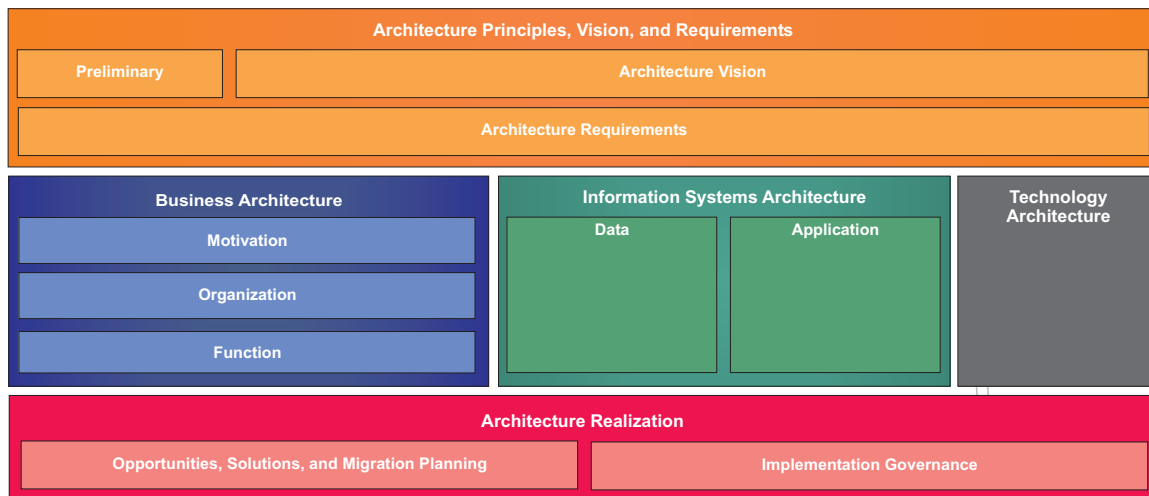 Architecture Principles, Vision, and Requirements
Preliminary
Architecture Vision
Architecture Requirements
Business Architecture
Motivation
Organization
Function
Information Systems Architecture
Data
Application
Technology
Architecture
Architecture Realization
Opportunities, Solutions, and Migration Planning
Implementation Governance